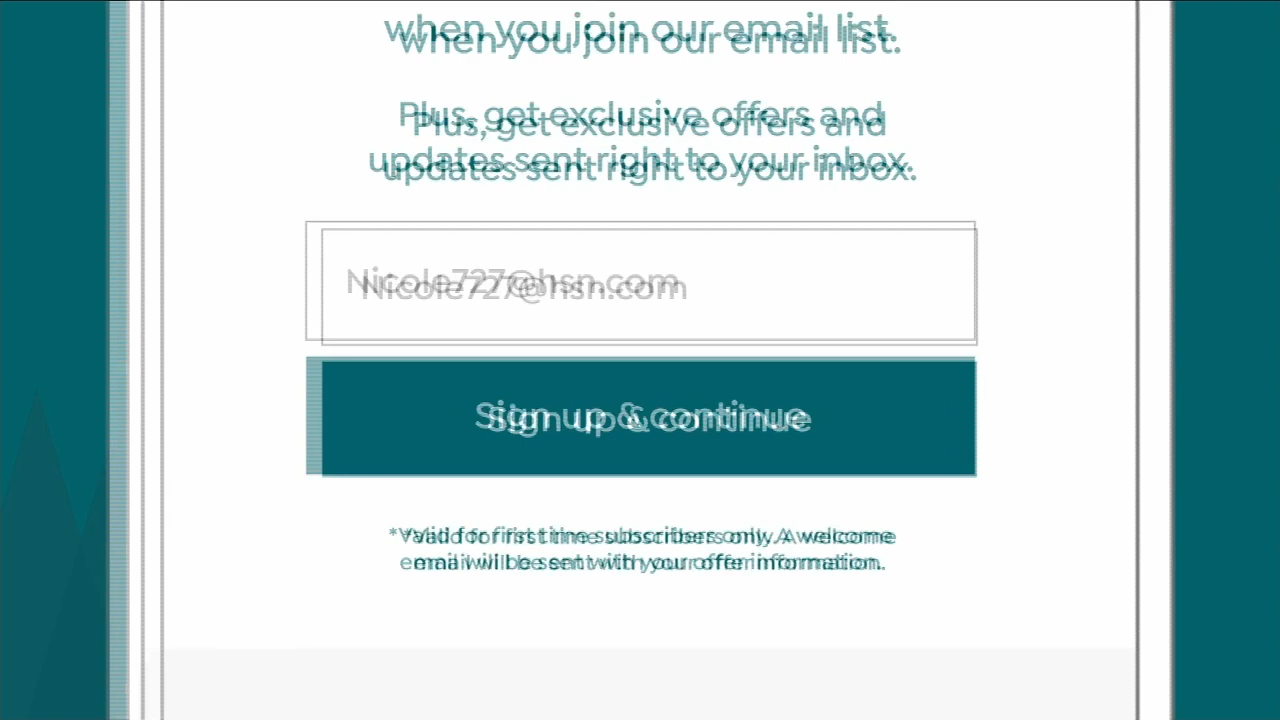 when you join our email list.
Plus, get exclusive offers and
updates sent right to your inbox.
Nicole727@hsn.com
Sign up & continue
*Valid for first time subscribers only. A welcome
email will be sent with your offer information.